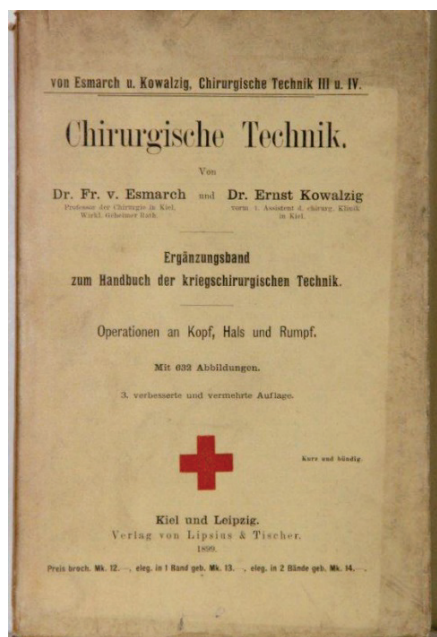 von Esmarch u. Kowalzig, Chirurgische Technik III u. IV.
Chirurgische Technik.
Von
Dr. Fr. v. Esmarch und Dr. Ernst Kowalzig
Professor der Chirurgie in Kiel, vorm. 1. Assistent d. chirurg. Klinik
Wirkl. Geheimer Rath. in Kiel.
Ergänzungsband
zum Handbuch der kriegschirurgischen Technik.
Operationen an Kopf, Hals und Rumpf.
Mit 632 Abbildungen.
3. verbesserte und vermehrte Auflage.
Kurz und bündig.
Kiel und Leipzig.
Verlag von Lipsius & Tischer.
1899.
Preis broch. Mk. 12.—, eleg. in 1 Band geb. Mk. 13.—, eleg. in 2 Bände geb. Mk. 14.—.